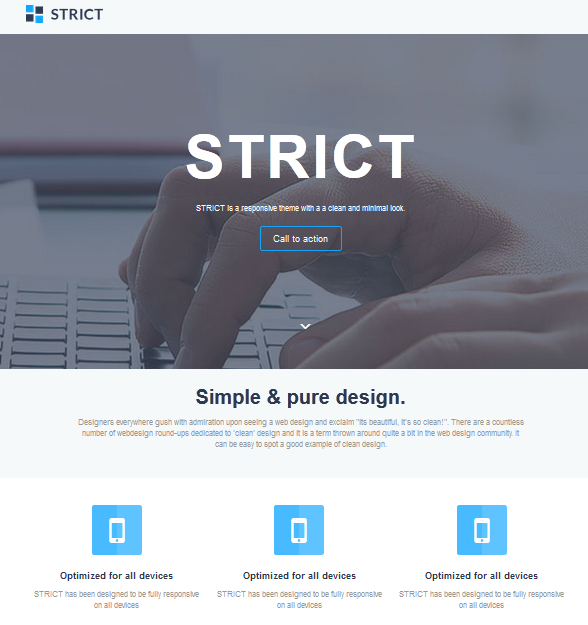 STRICT
STRICT
STRICT is a responsive theme with a a clean and minimal look.
Call to action
Simple & pure design.
Designers everywhere gush with admiration upon seeing a web design and exclaim "Its beautiful, it's so clean!". There are a countless
number of webdesign round-ups dedicated to 'clean' design and it is a term thrown around quite a bit in the web design community. It
can be easy to spot a good example of clean design.
Optimized for all devices Optimized for all devices Optimized for all devices
STRICT has been designed to be fully responsive STRICT has been designed to be fully responsive STRICT has been designed to be fully responsive
on all devices on all devices on all devices